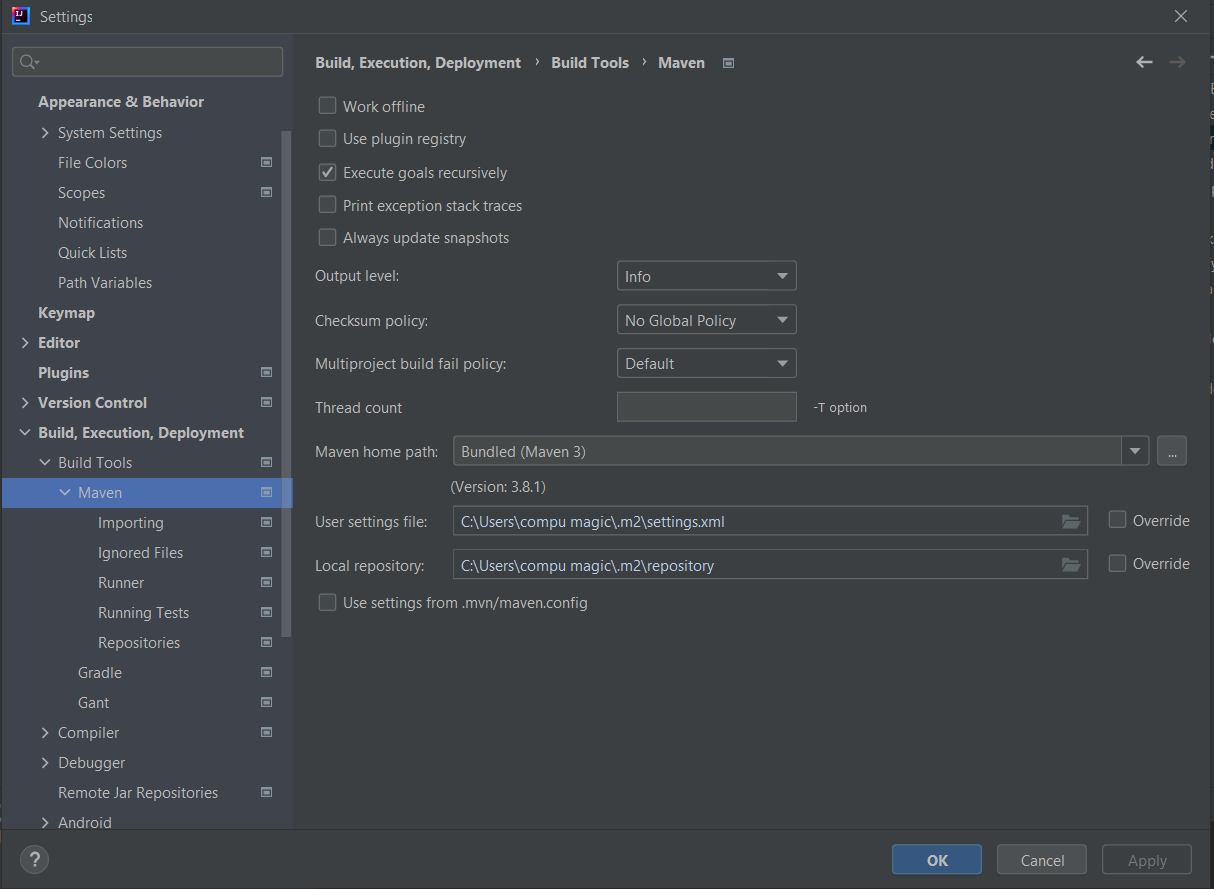 Settings
Appearance & Behavior
System Settings
File Colors
Scopes
Notifications
Quick Lists
Path Variables
Keymap
Editor
Plugins
Version Control
Build, Execution, Deployment
Build Tools
Maven
Importing
Ignored Files
Runner
Running Tests
Repositories
Gradle
Gant
Compiler
Debugger
Remote Jar Repositories
Android
Build, Execution, Deployment › Build Tools › Maven
Work offline
Use plugin registry
Execute goals recursively
Print exception stack traces
Always update snapshots
Output level: Info
Checksum policy: No Global Policy
Multiproject build fail policy: Default
Thread count -T option
Maven home path: Bundled (Maven 3) ...
(Version: 3.8.1)
User settings file: C:\Users\compu magic\.m2\settings.xml Override
Local repository: C:\Users\compu magic\.m2\repository Override
Use settings from .mvn/maven.config
? OK Cancel Apply